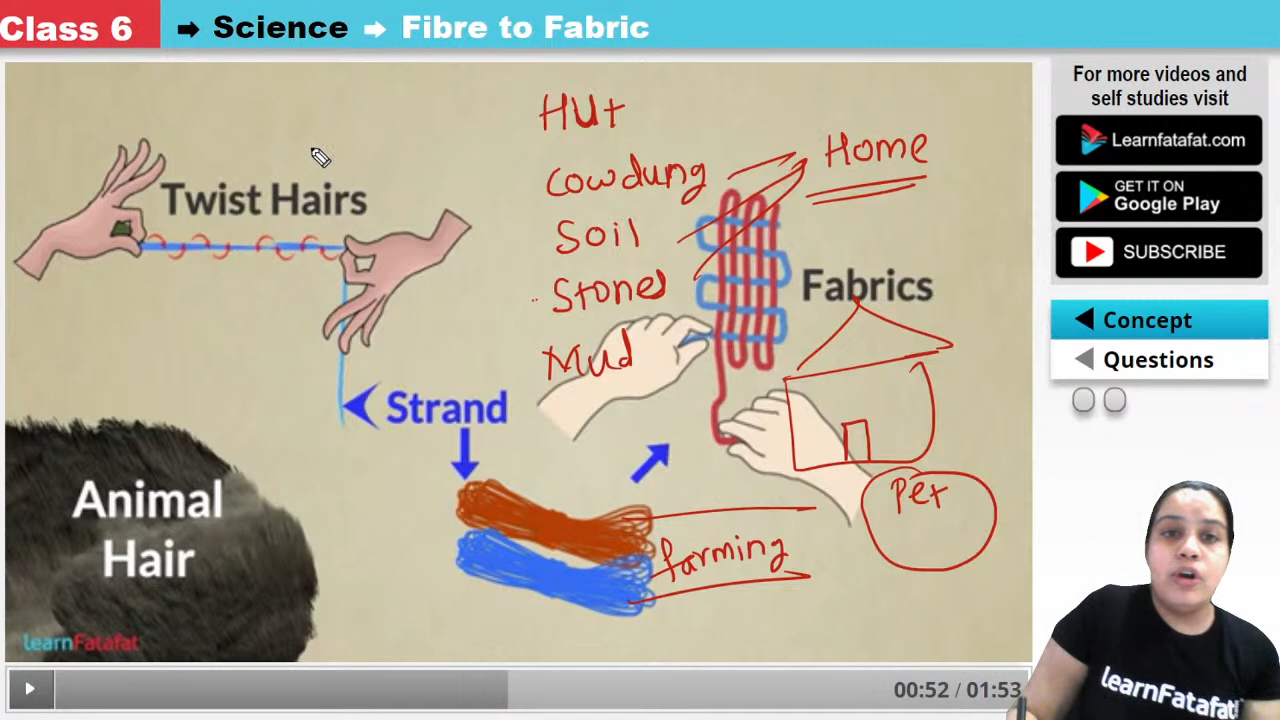 Class 6
➡ Science ➡ Fibre to Fabric
For more videos and
self studies visit
Learnfatafat.com
GET IT ON
Google Play
SUBSCRIBE
Concept
Questions
HUt
Cowdung
Home
Soil
Stones
Mud
Twist Hairs
Fabrics
Strand
Animal
Hair
Pet
farming
learnFatafat
00:52 / 01:53
learnFatafat!